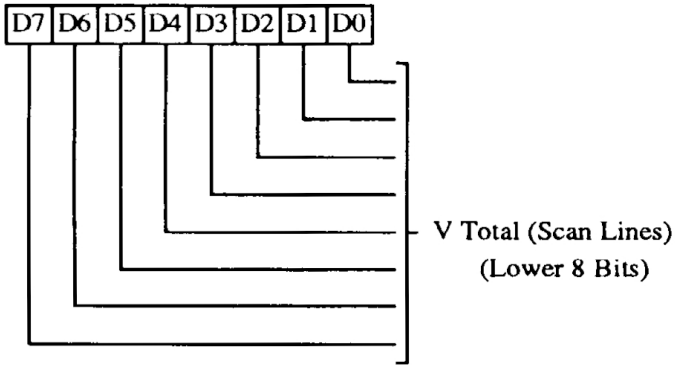 D7 D6 D5 D4 D3 D2 D1 D0
V Total (Scan Lines)
(Lower 8 Bits)